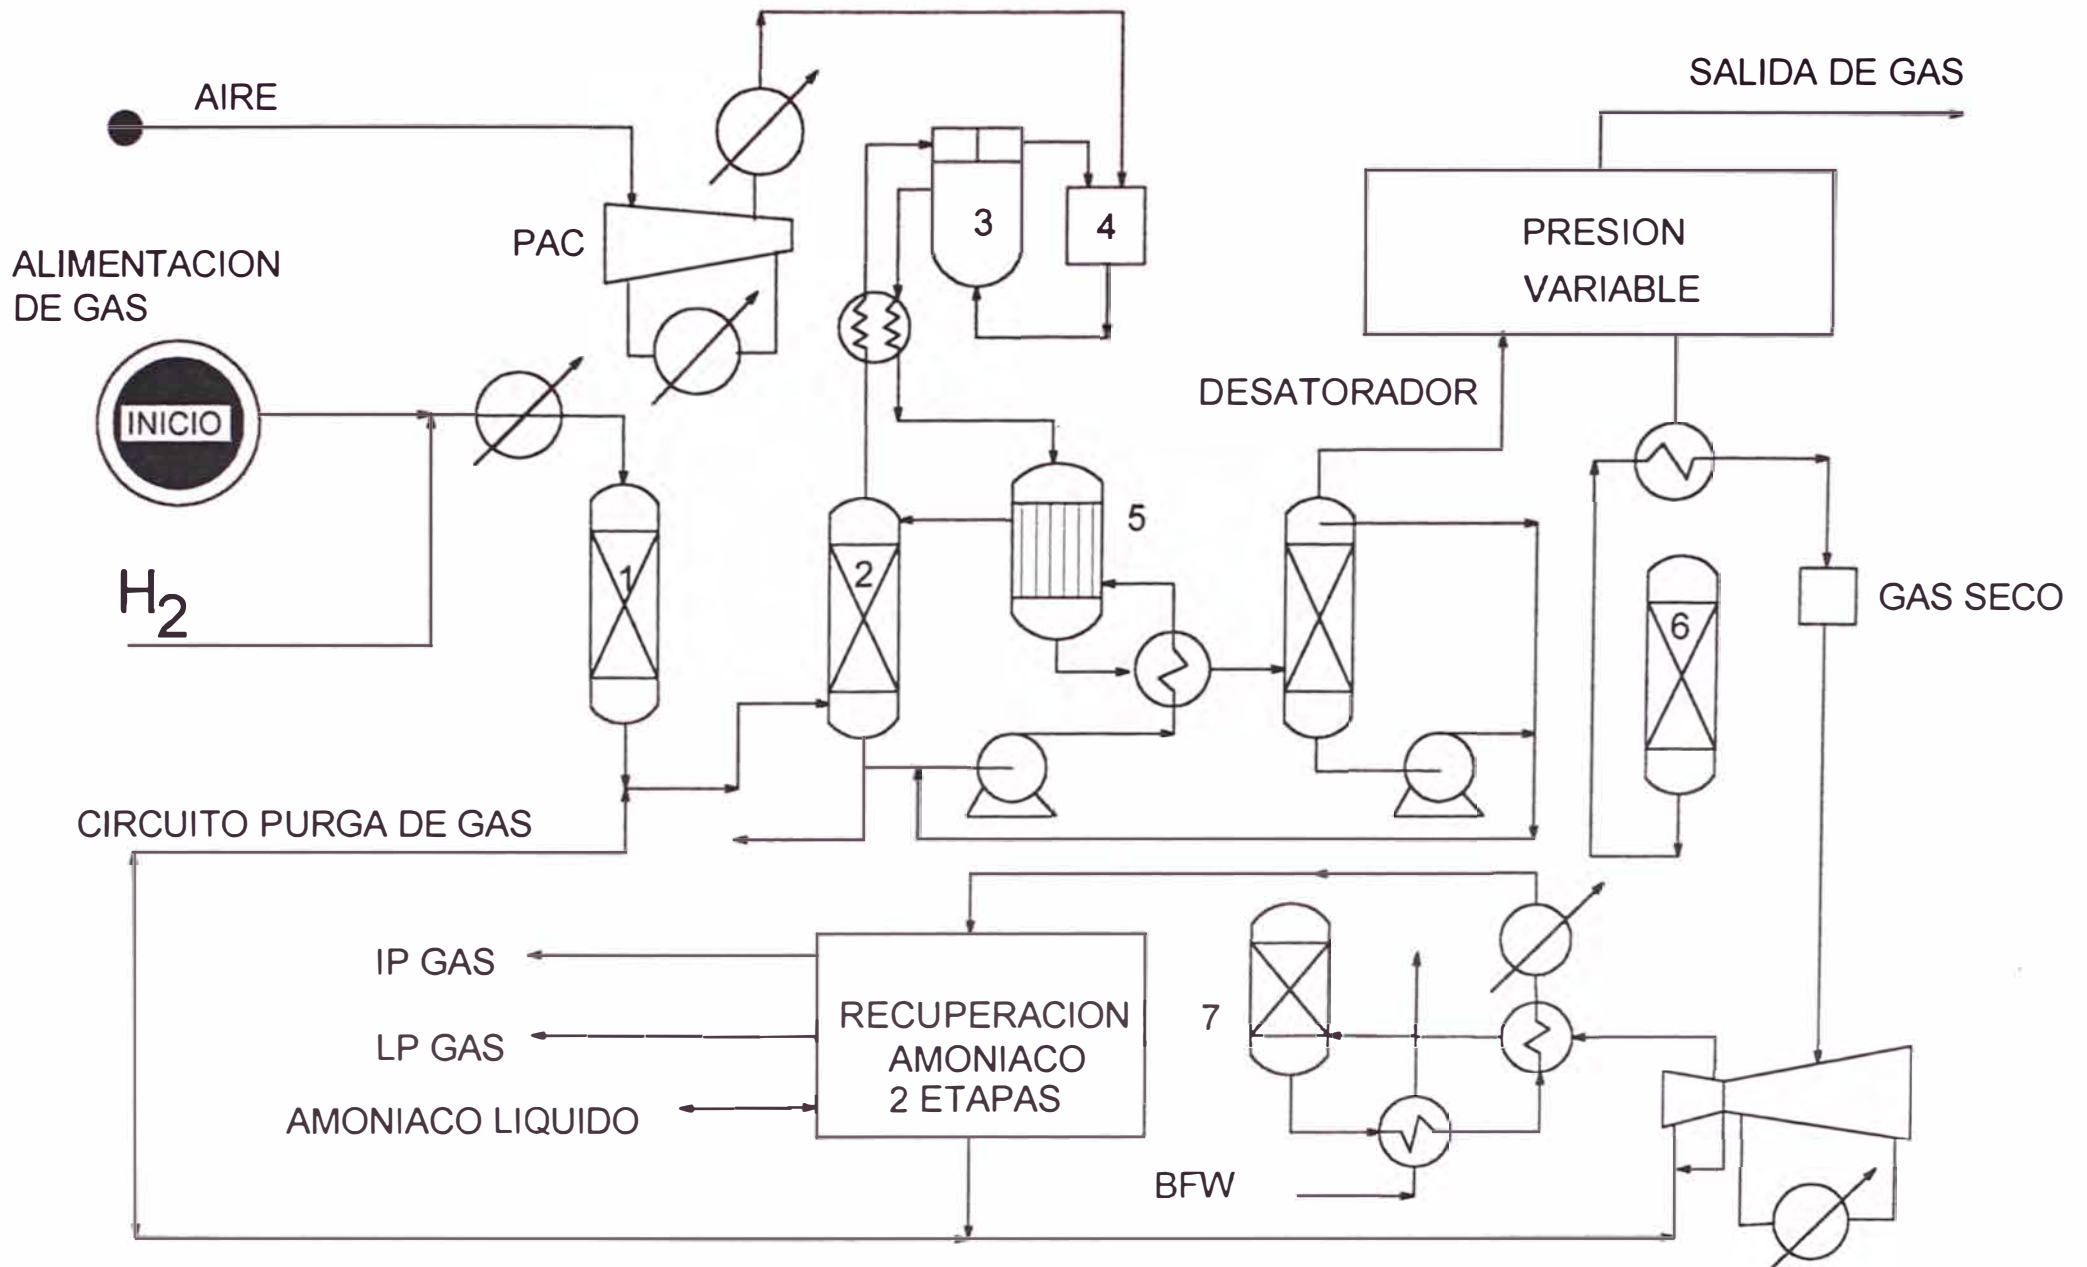 AIRE
SALIDA DE GAS
PAC
ALIMENTACION
DE GAS
INICIO
H2
1
2
3
4
5
DESATORADOR
PRESION
VARIABLE
6
GAS SECO
CIRCUITO PURGA DE GAS
IP GAS
LP GAS
AMONIACO LIQUIDO
RECUPERACION
AMONIACO
2 ETAPAS
7
BFW